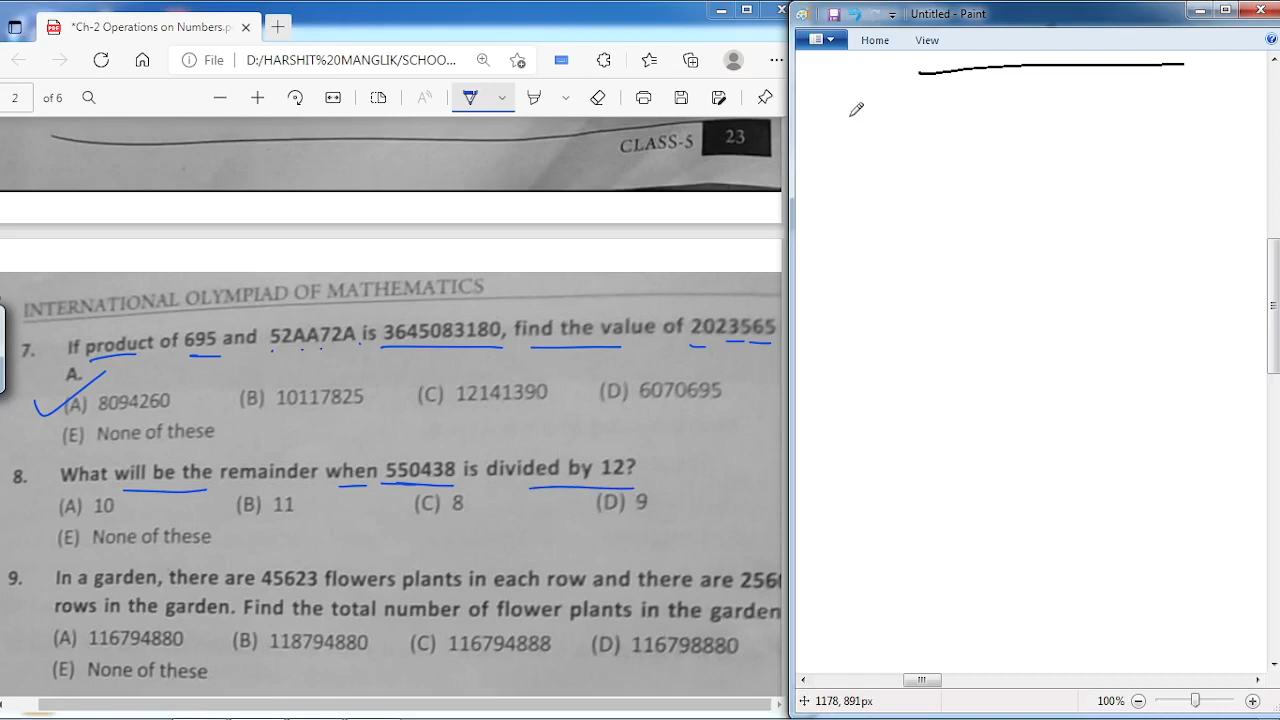 *Ch-2 Operations on Numbers.p
Untitled - Paint
File D:/HARSHIT%20MANGLIK/SCHOO...
Home View
2 of 6
CLASS-5 23
INTERNATIONAL OLYMPIAD OF MATHEMATICS
7. If product of 695 and 52AA72A is 3645083180, find the value of 2023565
A.
(A) 8094260 (B) 10117825 (C) 12141390 (D) 6070695
(E) None of these
8. What will be the remainder when 550438 is divided by 12?
(A) 10 (B) 11 (C) 8 (D) 9
(E) None of these
9. In a garden, there are 45623 flowers plants in each row and there are 256
rows in the garden. Find the total number of flower plants in the garden
(A) 116794880 (B) 118794880 (C) 116794888 (D) 116798880
(E) None of these
1178, 891px 100%